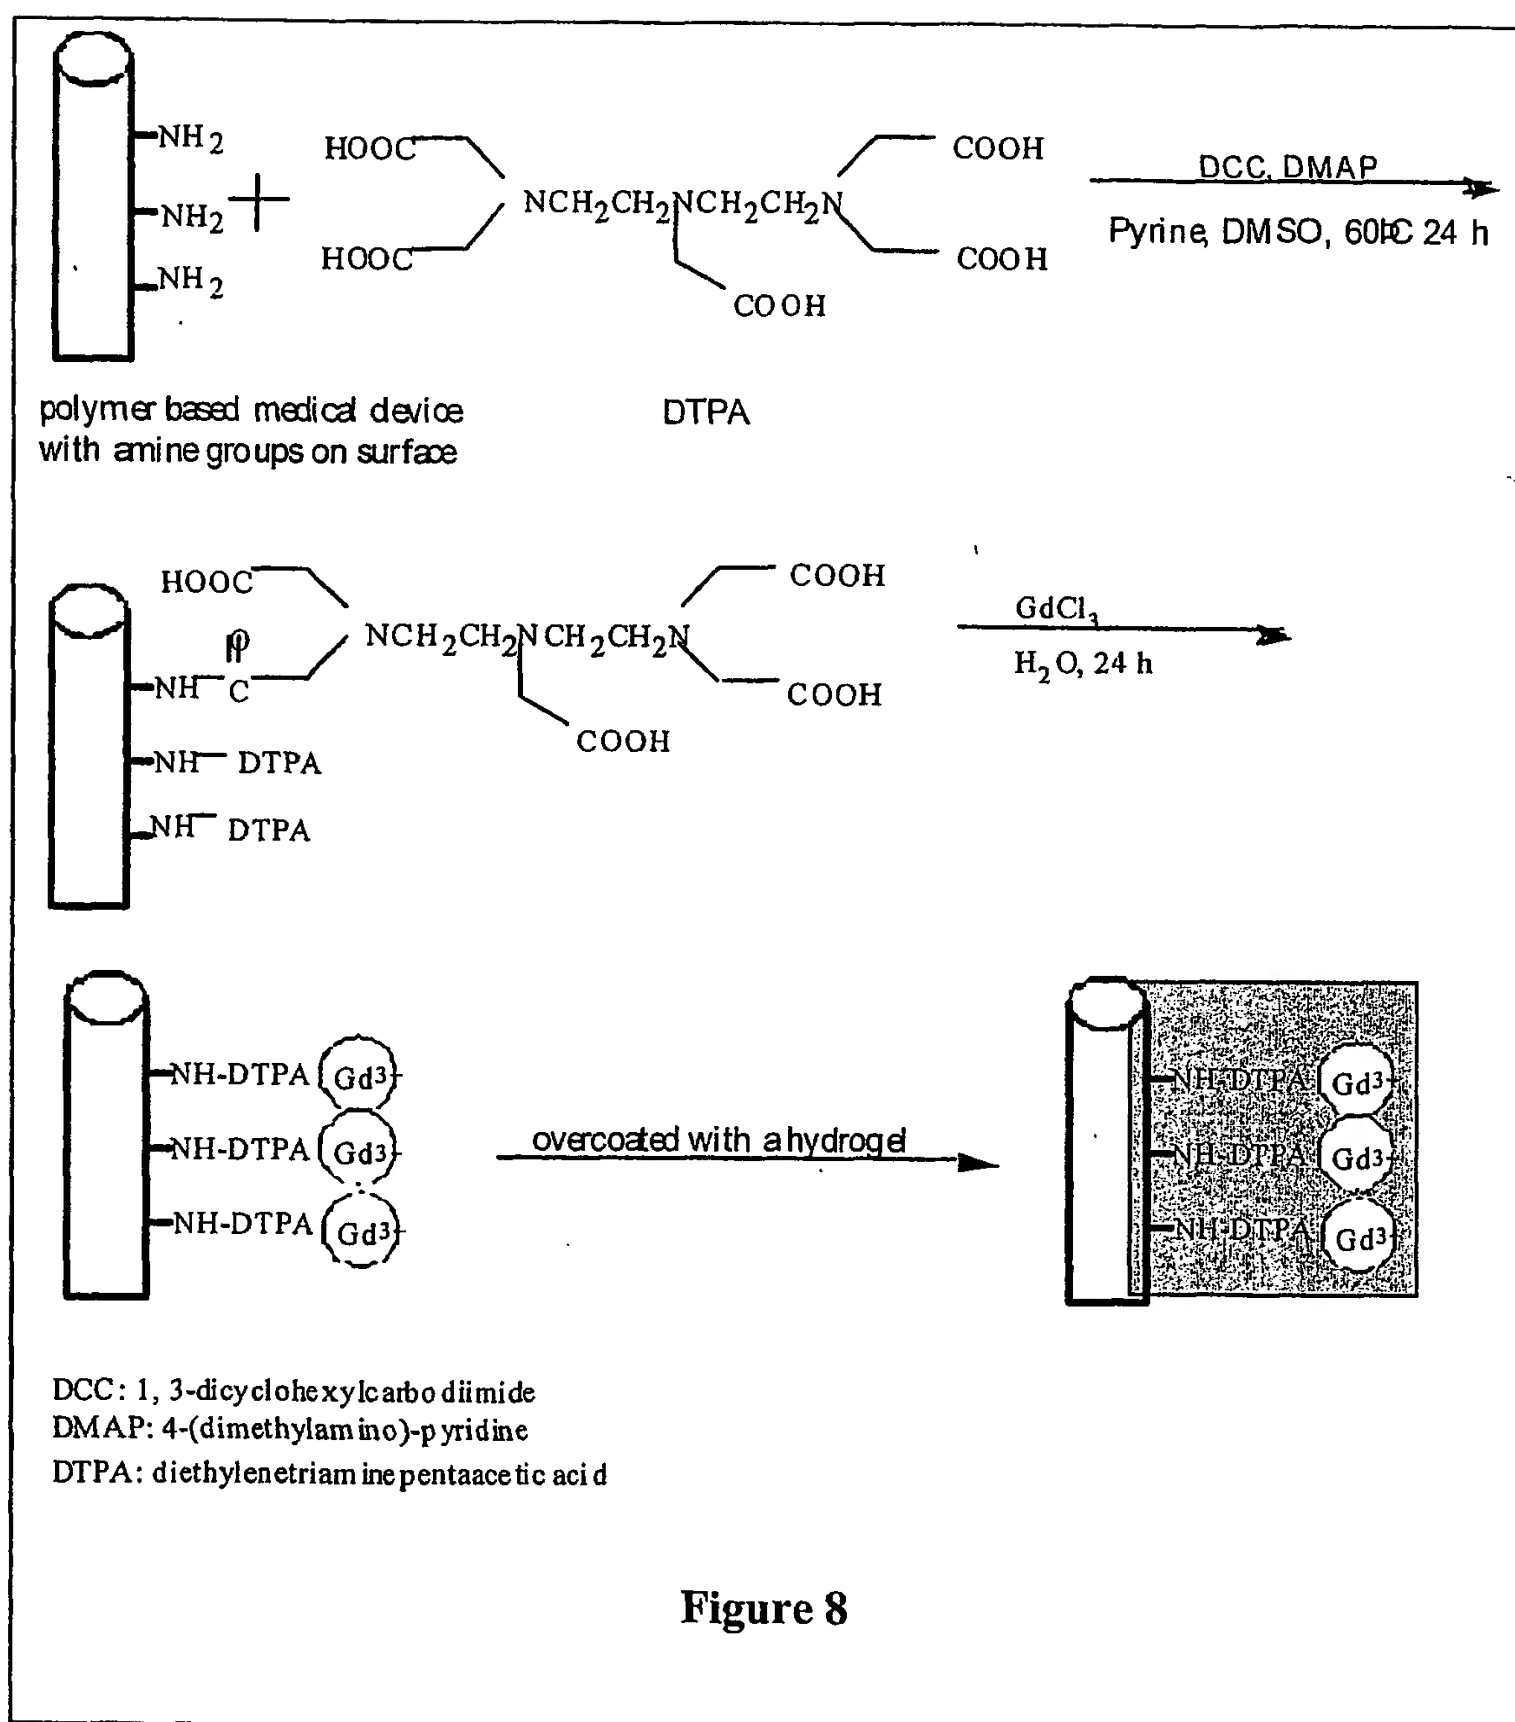 NH2
NH2
NH2
+
HOOC
HOOC
NCH2CH2NCH2CH2N
COOH
COOH
COOH
DCC, DMAP
Pyrine, DMSO, 60ÞC 24 h
polymer based medical device
with amine groups on surface
DTPA
HOOC
O
NH C
NCH2CH2NCH2CH2N
COOH
COOH
COOH
NH DTPA
NH DTPA
GdCl3
H2O, 24 h
NH-DTPA Gd3+
NH-DTPA Gd3+
NH-DTPA Gd3+
overcoated with a hydrogel
NH-DTPA Gd3+
NH-DTPA Gd3+
NH-DTPA Gd3+
DCC: 1, 3-dicyclohexylcarbodiimide
DMAP: 4-(dimethylamino)-pyridine
DTPA: diethylenetriaminepentaacetic acid
Figure 8